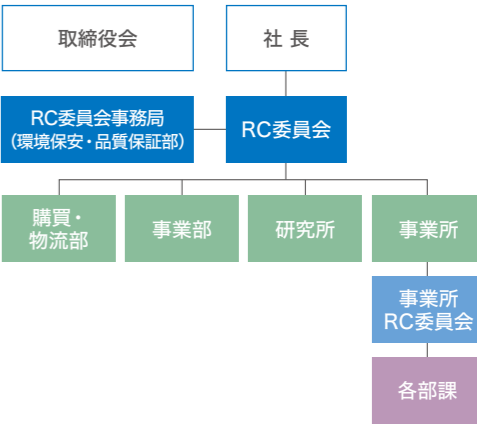 取締役会
社 長
RC委員会事務局
（環境保安・品質保証部）
RC委員会
購買・
物流部
事業部
研究所
事業所
事業所
RC委員会
各部課